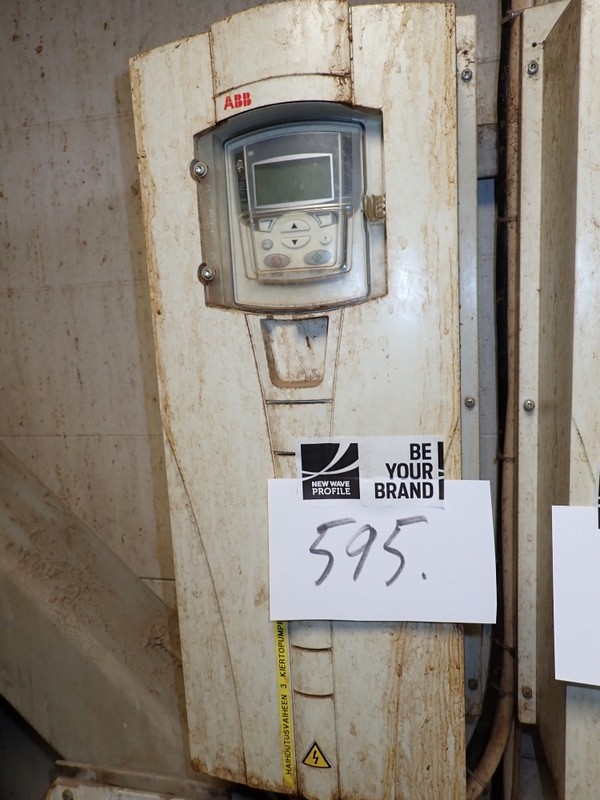 ABB
NEW WAVE
PROFILE
BE
YOUR
BRAND
595.
HAIHDUTUSVAIHEEN 3 KIERTOPUMP